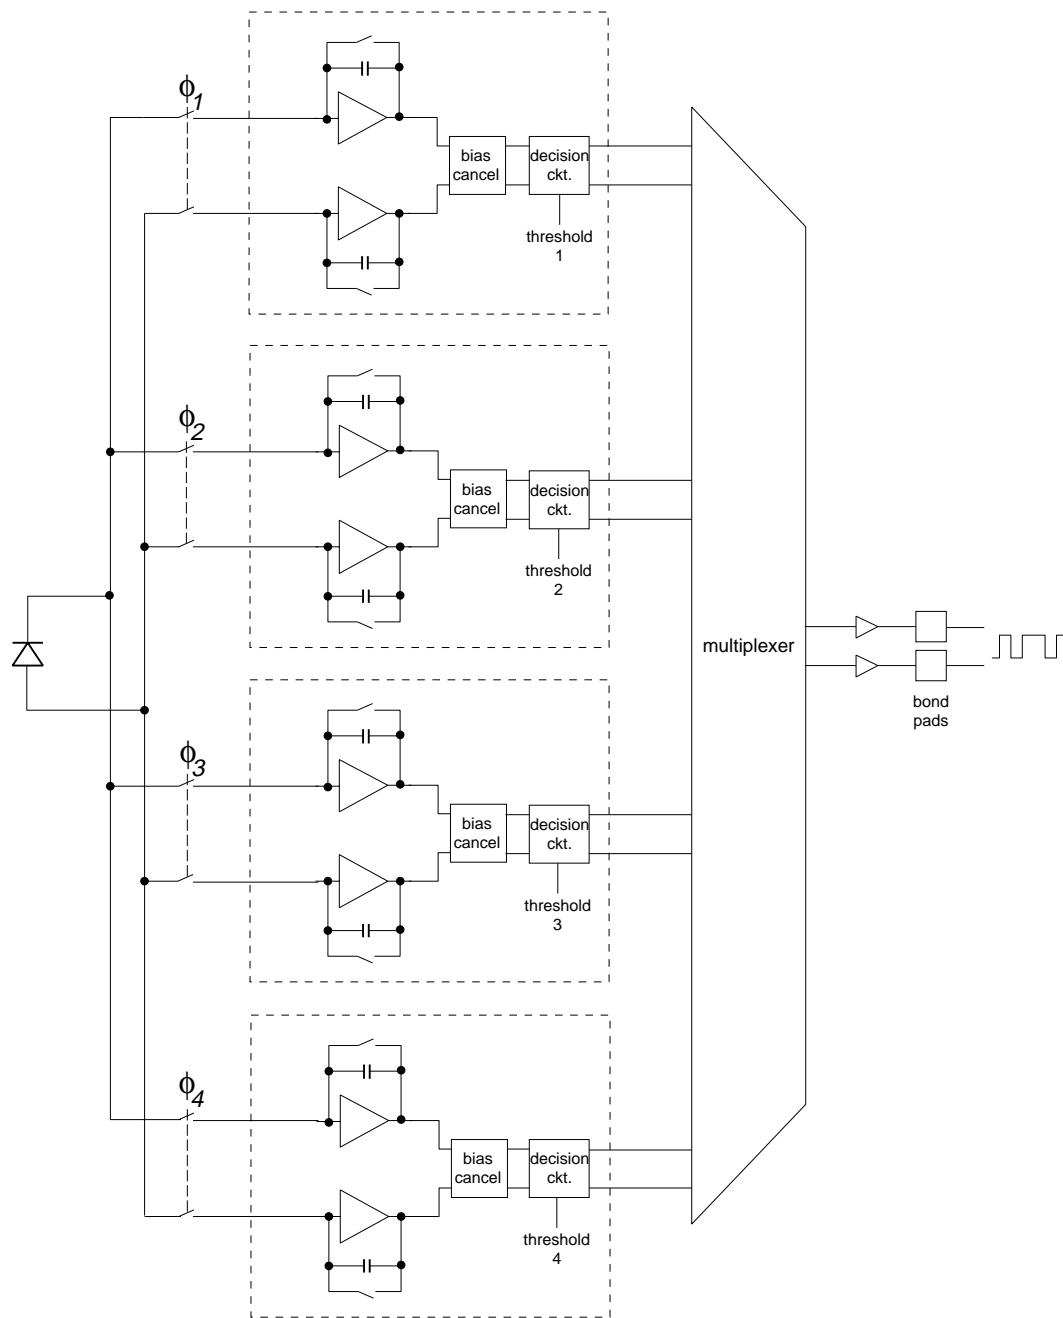 ϕ1
bias
cancel
decision
ckt.
threshold
1
ϕ2
bias
cancel
decision
ckt.
threshold
2
multiplexer
bond
pads
ϕ3
bias
cancel
decision
ckt.
threshold
3
ϕ4
bias
cancel
decision
ckt.
threshold
4